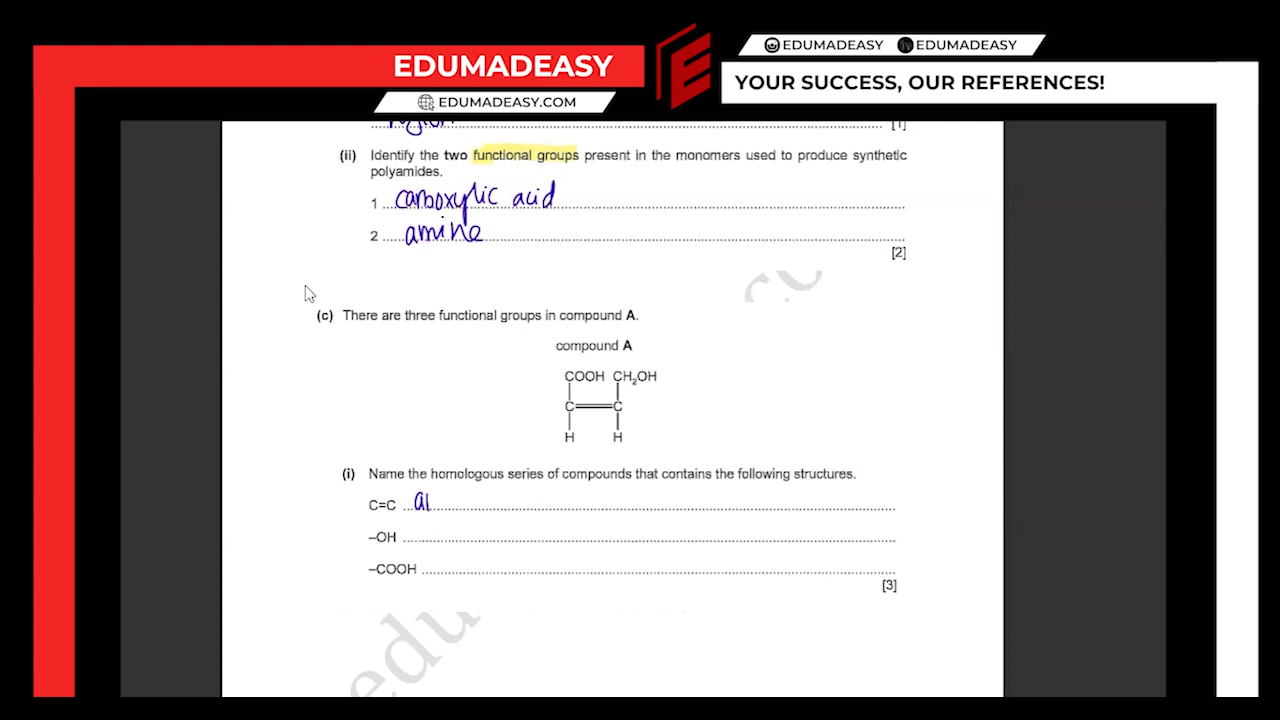 EDUMADEASY
EDUMADEASY.COM
EDUMADEASY EDUMADEASY
YOUR SUCCESS, OUR REFERENCES!
[1]
(ii) Identify the two functional groups present in the monomers used to produce synthetic
polyamides.
1 carboxylic acid
2 amine
[2]
(c) There are three functional groups in compound A.
compound A
COOH CH₂OH
C C
H H
(i) Name the homologous series of compounds that contains the following structures.
C=C al
–OH
–COOH
[3]
edu